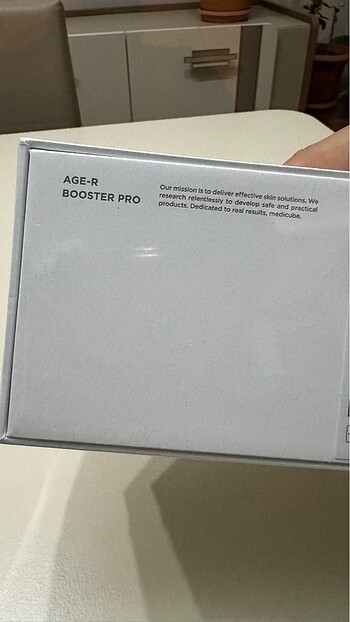 AGE-R
BOOSTER PRO
Our mission is to deliver effective skin solutions. We
research relentlessly to develop safe and practical
products. Dedicated to real results, medicube.